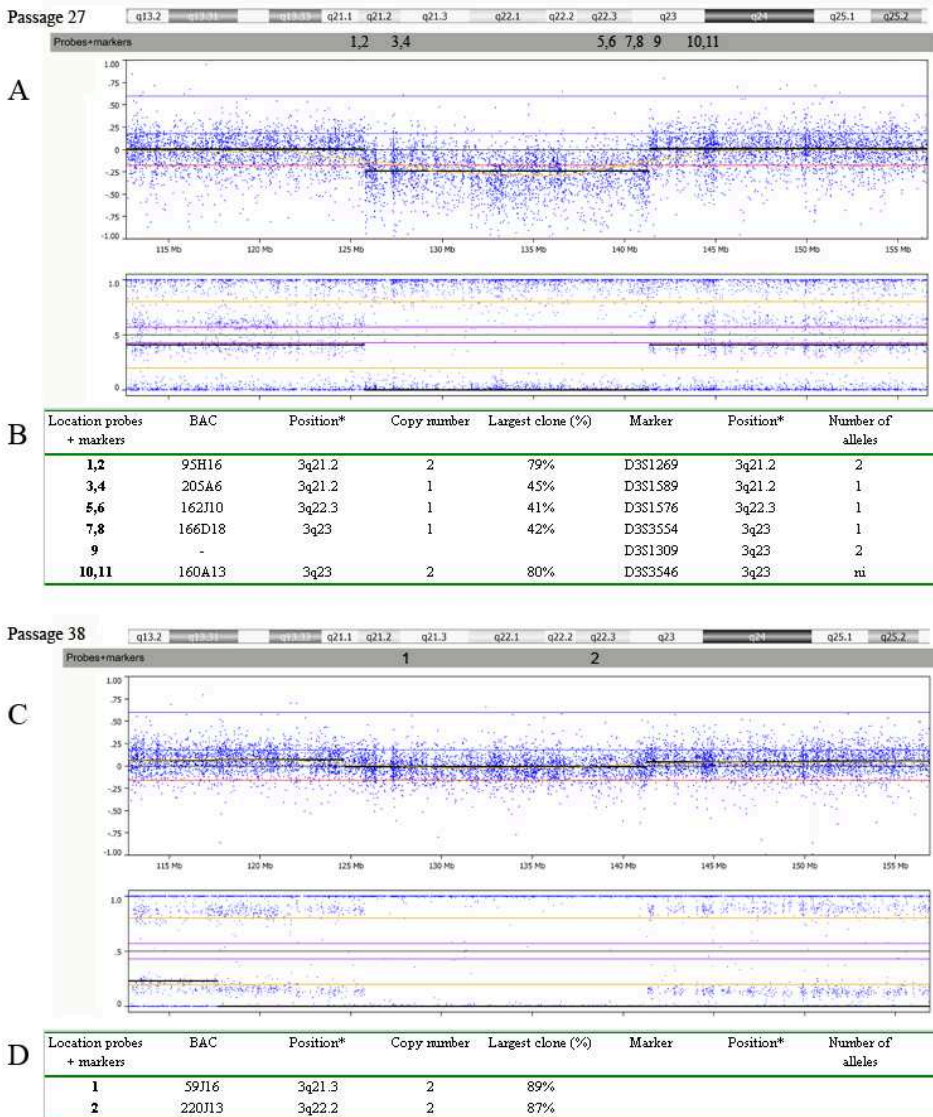 Passage 27
q13.2 q13.31 q13.33 q21.1 q21.2 q21.3 q22.1 q22.2 q22.3 q23 q24 q25.1 q25.2
Probes+markers 1,2 3,4 5,6 7,8 9 10,11
A
1.00
.75
.50
.25
0
-.25
-.50
-.75
-1.00
115 Mb 120 Mb 125 Mb 130 Mb 135 Mb 140 Mb 145 Mb 150 Mb 155 Mb
1.0
.5
0
B
Location probes BAC Position* Copy number Largest clone (%) Marker Position* Number of
+ markers alleles
1,2 95H16 3q21.2 2 79% D3S1269 3q21.2 2
3,4 205A6 3q21.2 1 45% D3S1589 3q21.2 1
5,6 162J10 3q22.3 1 41% D3S1576 3q22.3 1
7,8 166D18 3q23 1 42% D3S3554 3q23 1
9 - D3S1309 3q23 2
10,11 160A13 3q23 2 80% D3S3546 3q23 ni
Passage 38
q13.2 q13.31 q13.33 q21.1 q21.2 q21.3 q22.1 q22.2 q22.3 q23 q24 q25.1 q25.2
Probes+markers 1 2
C
1.00
.75
.50
.25
0
-.25
-.50
-.75
-1.00
115 Mb 120 Mb 125 Mb 130 Mb 135 Mb 140 Mb 145 Mb 150 Mb 155 Mb
1.0
.5
0
D
Location probes BAC Position* Copy number Largest clone (%) Marker Position* Number of
+ markers alleles
1 59J16 3q21.3 2 89%
2 220J13 3q22.2 2 87%